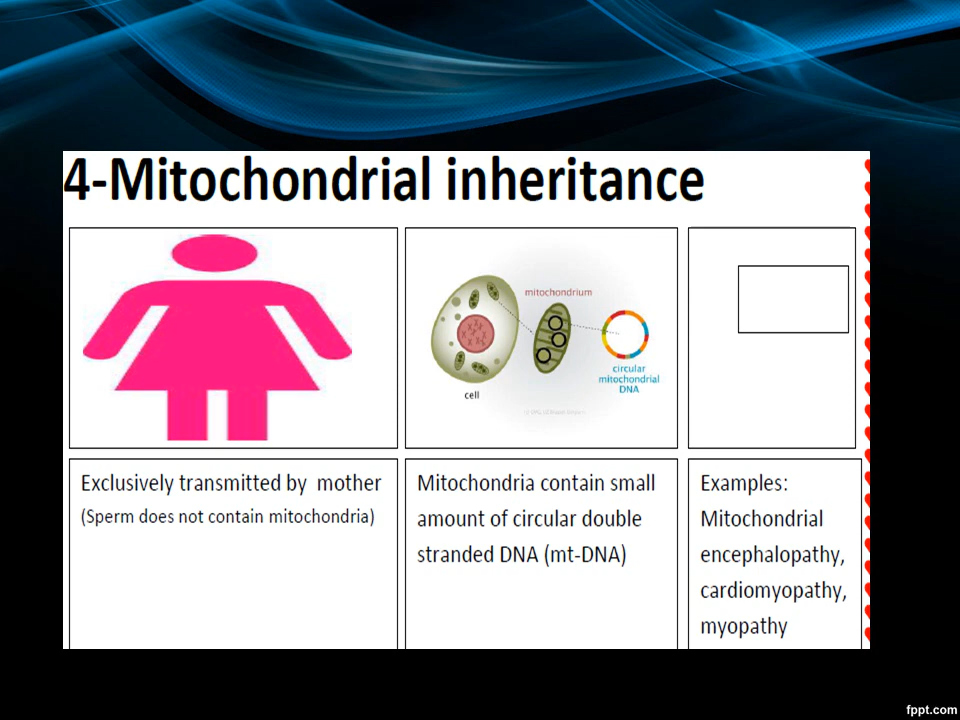 4-Mitochondrial inheritance
mitochondrium
cell
circular
mitochondrial
DNA
Exclusively transmitted by mother
(Sperm does not contain mitochondria)
Mitochondria contain small
amount of circular double
stranded DNA (mt-DNA)
Examples:
Mitochondrial
encephalopathy,
cardiomyopathy,
myopathy
fppt.com